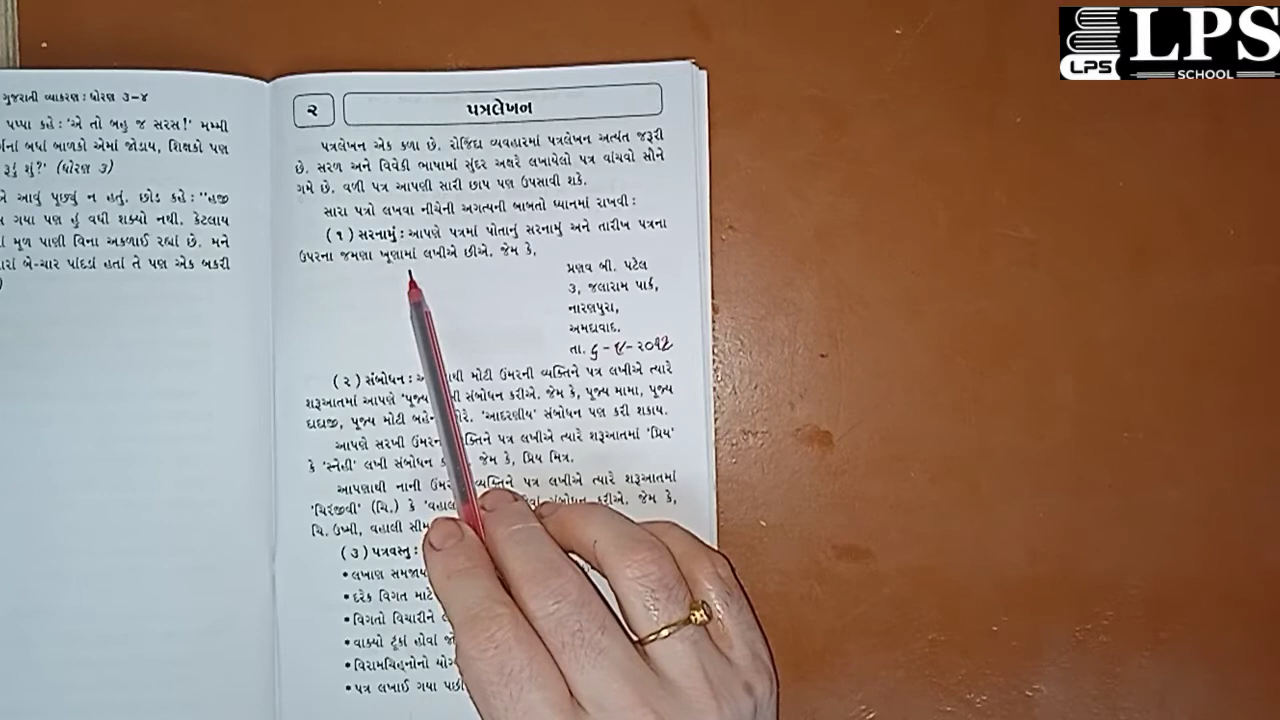 ગુજરાતી વ્યાકરણ : ધોરણ ૩-૪
પપ્પા કહે : 'એ તો બહુ જ સરસ!' મમ્મી
બધાં બાળકો એમાં જોડાય, શિક્ષકો પણ
શું?' (ધોરણ ૩)
આવું પૂછવું ન હતું. છોડ કહે : "હજી
ગયા પણ હું વધી શક્યો નથી. કેટલાય
મૂળ પાણી વિના અકળાઈ રહ્યાં છે. મને
બે-ચાર પાંદડાં હતાં તે પણ એક બકરી
૨
પત્રલેખન
પત્રલેખન એક કળા છે. રોજિંદા વ્યવહારમાં પત્રલેખન અત્યંત જરૂરી
છે. સરળ અને વિવેકી ભાષામાં સુંદર અક્ષરે લખાયેલો પત્ર વાંચવો સૌને
ગમે છે. વળી પત્ર આપણી સારી છાપ પણ ઉપસાવી શકે.
સારા પત્રો લખવા નીચેની અગત્યની બાબતો ધ્યાનમાં રાખવી :
(૧) સરનામું : આપણે પત્રમાં પોતાનું સરનામું અને તારીખ પત્રના
ઉપરના જમણા ખૂણામાં લખીએ છીએ. જેમ કે,
પ્રણવ બી. પટેલ
૩, જલારામ પાર્ક,
નારણપુરા,
અમદાવાદ.
તા.
(૨) સંબોધન : મોટી ઉંમરની વ્યક્તિને પત્ર લખીએ ત્યારે
શરૂઆતમાં આપણે 'પૂજ્ય સંબોધન કરીએ. જેમ કે, પૂજ્ય મામા, પૂજ્ય
દાદાજી, પૂજ્ય મોટી 'આદરણીય' સંબોધન પણ કરી શકાય.
આપણે સરખી પત્ર લખીએ ત્યારે શરૂઆતમાં 'પ્રિય'
કે 'સ્નેહી' લખી સંબોધન જેમ કે, પ્રિય મિત્ર.
આપણાથી નાની પત્ર લખીએ ત્યારે શરૂઆતમાં
'ચિરંજીવી' (ચિ.) કે સંબોધન કરીએ. જેમ કે,
ચિ. ઉષ્મી, વહાલી
(૩) પત્રવસ્તુ :
• લખાણ
• દરેક વિગત માટે
• વિગતો વિચારીને
• વાક્યો ટૂંકાં હોવાં
• વિરામચિહ્નોનો
• પત્ર લખાઈ ગયા પછી
LPS
LPS
SCHOOL